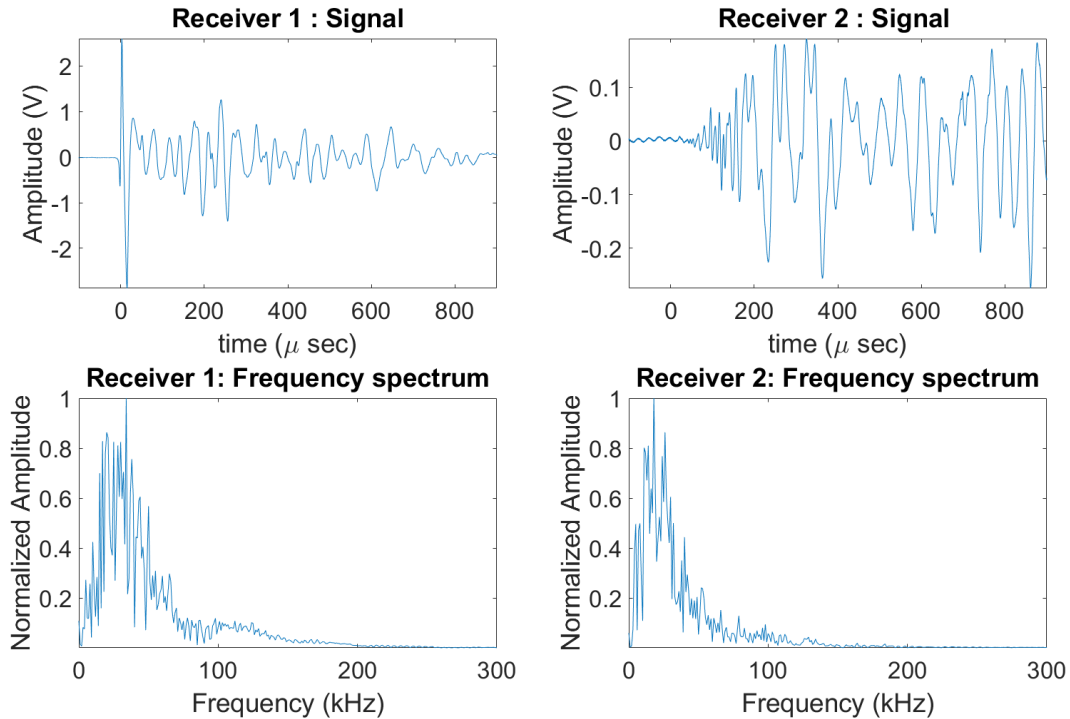 Receiver 1 : Signal
Amplitude (V)
2
1
0
-1
-2
0 200 400 600 800
time (μ sec)
Receiver 2 : Signal
Amplitude (V)
0.1
0
-0.1
-0.2
0 200 400 600 800
time (μ sec)
Receiver 1: Frequency spectrum
Normalized Amplitude
1
0.8
0.6
0.4
0.2
0 100 200 300
Frequency (kHz)
Receiver 2: Frequency spectrum
Normalized Amplitude
1
0.8
0.6
0.4
0.2
0 100 200 300
Frequency (kHz)